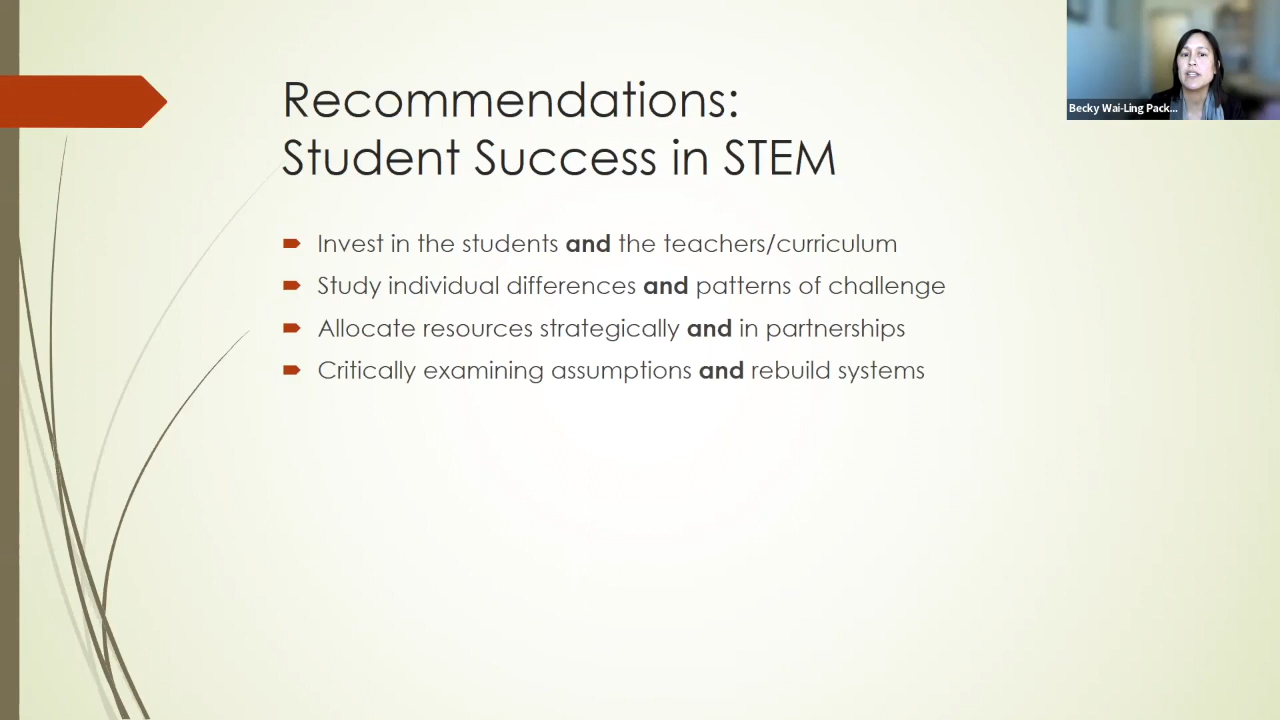 Recommendations:
Student Success in STEM
Invest in the students and the teachers/curriculum
Study individual differences and patterns of challenge
Allocate resources strategically and in partnerships
Critically examining assumptions and rebuild systems
Becky Wai-Ling Pack...